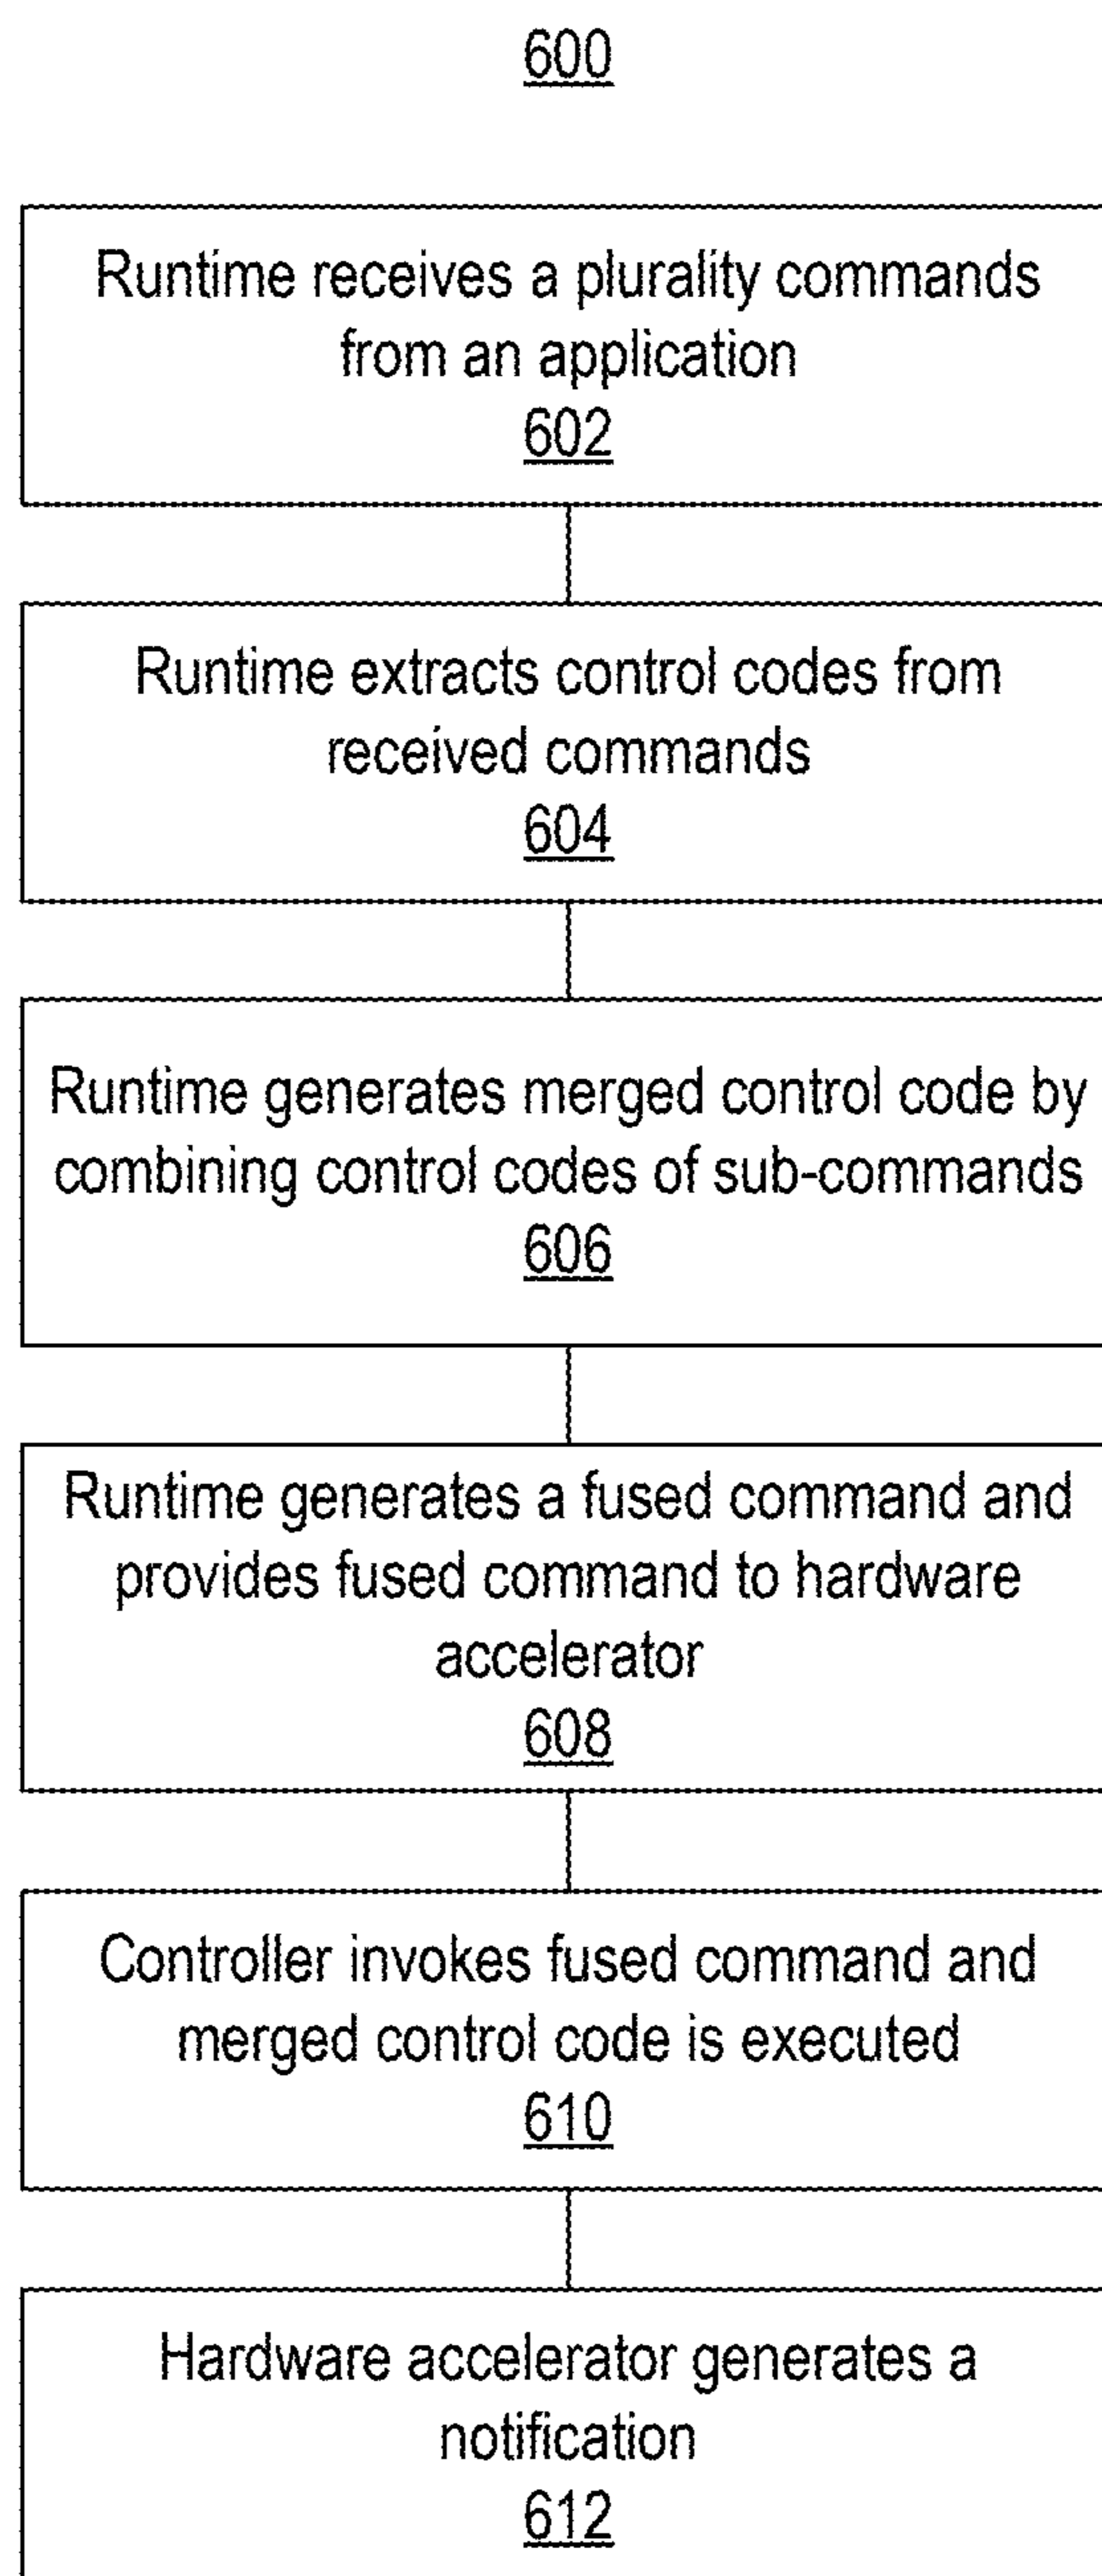 600
Runtime receives a plurality commands
from an application
602
Runtime extracts control codes from
received commands
604
Runtime generates merged control code by
combining control codes of sub-commands
606
Runtime generates a fused command and
provides fused command to hardware
accelerator
608
Controller invokes fused command and
merged control code is executed
610
Hardware accelerator generates a
notification
612